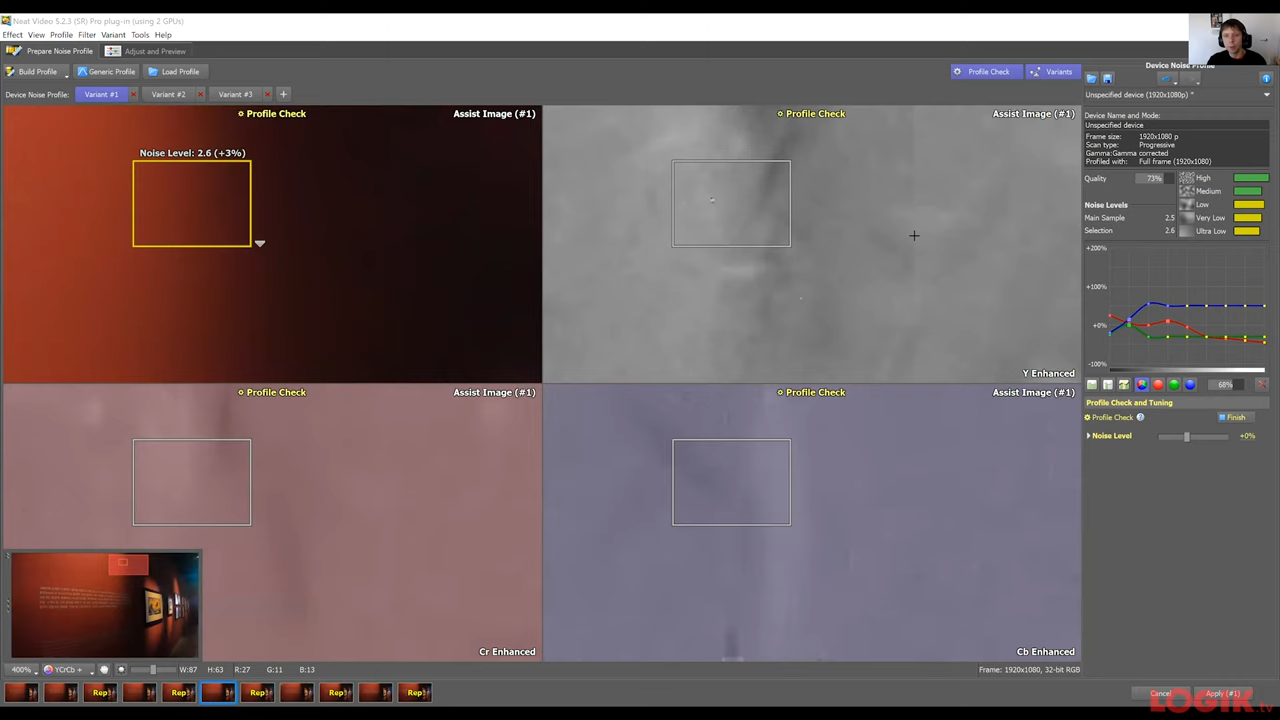 Neat Video 5.2.3 (SR) Pro plug-in (using 2 GPUs)
Effect View Profile Filter Variant Tools Help
Prepare Noise Profile Adjust and Preview
Build Profile Generic Profile Load Profile Profile Check Variants
Device Noise Profile: Variant #1 Variant #2 Variant #3 +
Profile Check Assist Image (#1)
Noise Level: 2.6 (+3%)
Profile Check Assist Image (#1)
Y Enhanced
Profile Check Assist Image (#1)
Cr Enhanced
Profile Check Assist Image (#1)
Cb Enhanced
400% YCrCb + W:87 H:63 R:27 G:11 B:13 Frame: 1920x1080, 32-bit RGB
Rep Rep Rep Rep Rep
Device Noise Profile
Unspecified device (1920x1080p) *
Device Name and Mode:
Unspecified device
Frame size: 1920x1080 p
Scan type: Progressive
Gamma: Gamma corrected
Profiled with: Full frame (1920x1080)
Quality 73% High
Medium
Noise Levels Low
Main Sample 2.5 Very Low
Selection 2.6 Ultra Low
+200%
+100%
+0%
-100%
68%
Profile Check and Tuning
Profile Check Finish
Noise Level +0%
Cancel Apply (#1)
LOGIK.tv